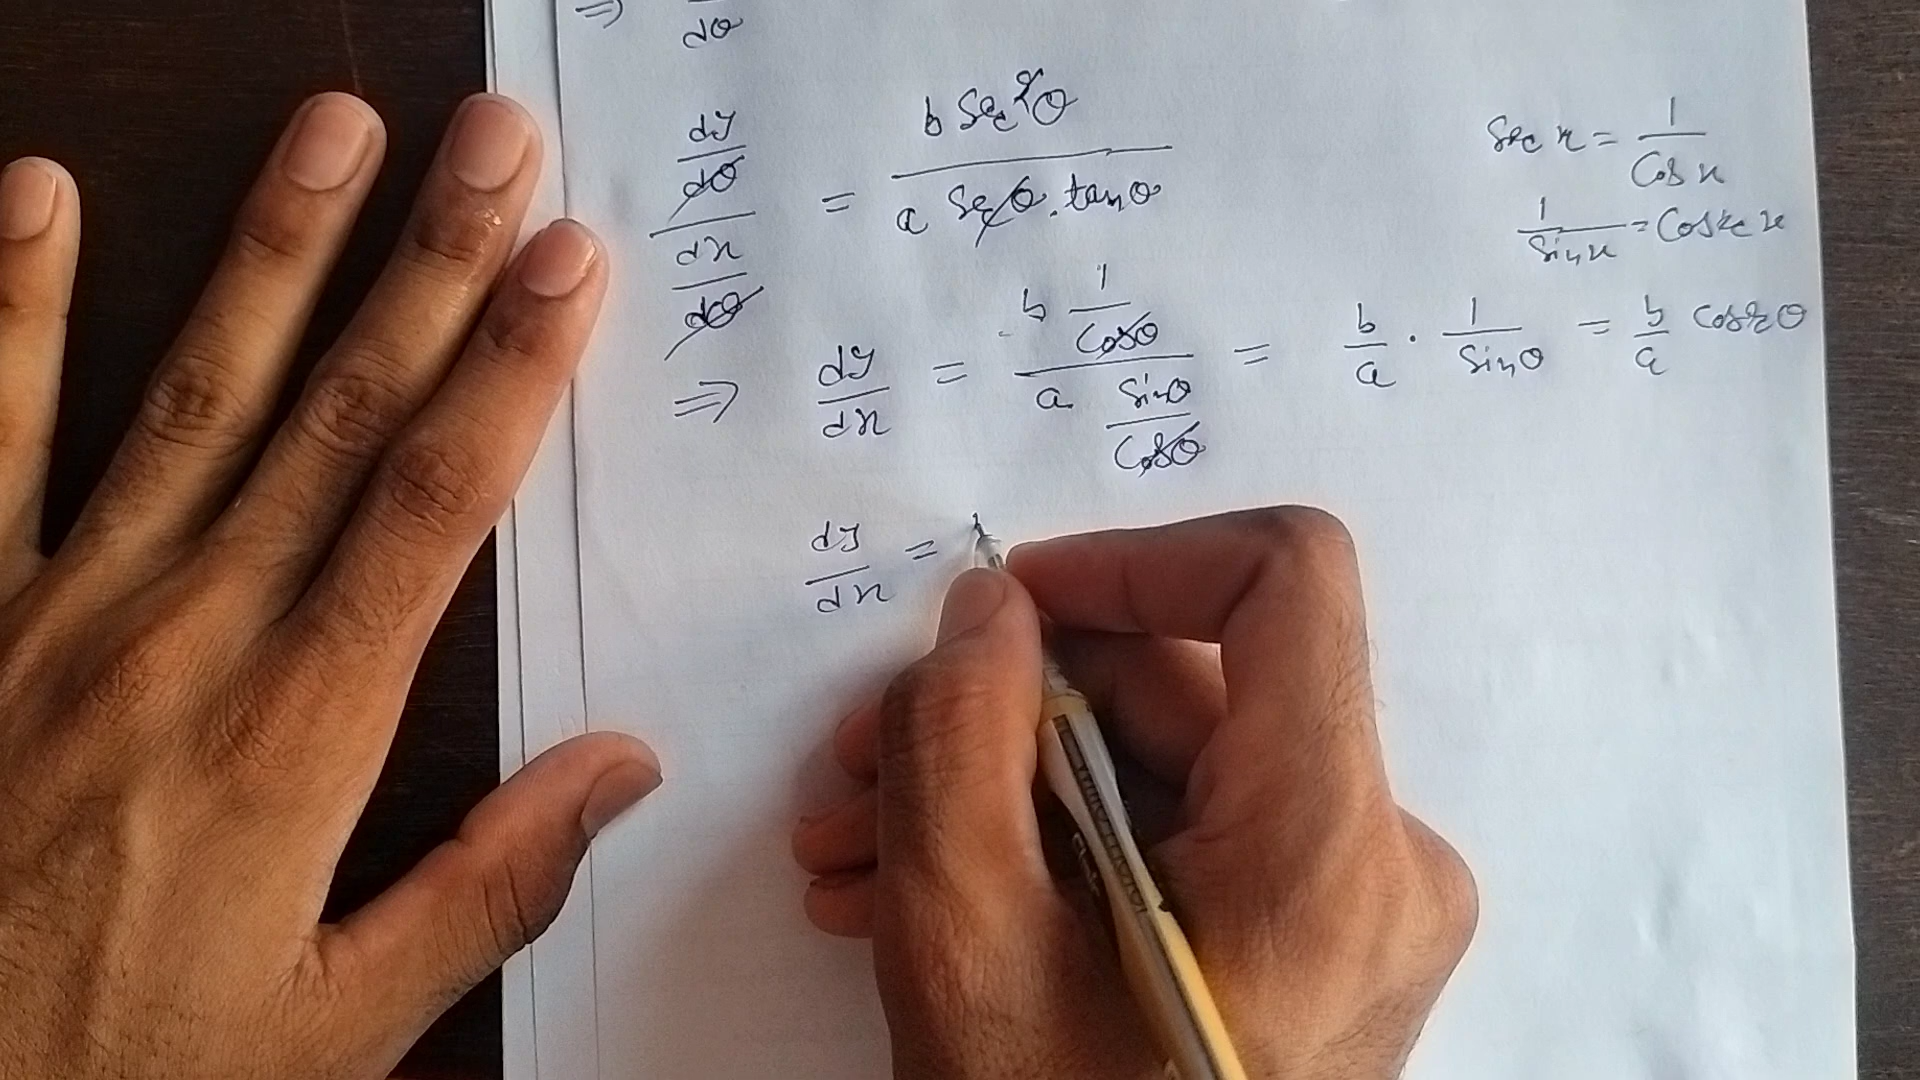 ⇒ dθ
dy/dθ / dx/dθ = b sec²θ / a secθ.tanθ
sec x = 1/cos x
1/sin x = cosec x
⇒ dy/dx = b 1/cosθ / a sinθ/cosθ = b/a . 1/sinθ = b/a cosecθ
dy/dx =